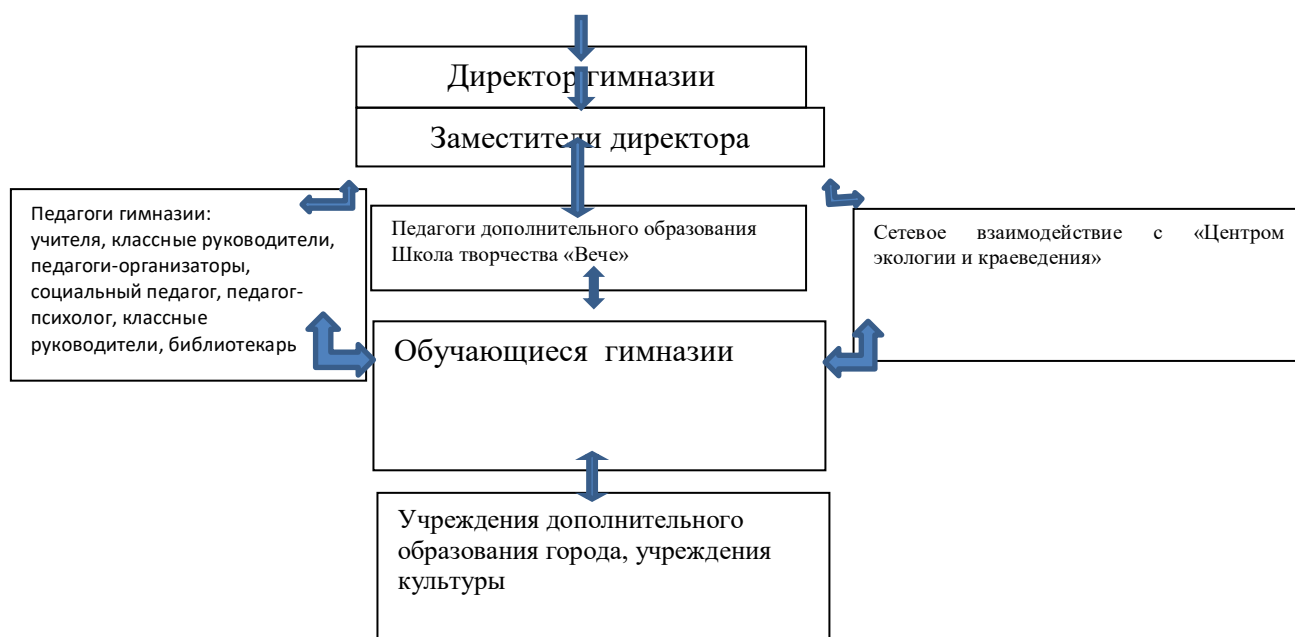 Директор гимназии
Заместители директора
Педагоги гимназии:
учителя, классные руководители,
педагоги-организаторы,
социальный педагог, педагог-
психолог, классные
руководители, библиотекарь
Педагоги дополнительного образования
Школа творчества «Вече»
Сетевое взаимодействие с «Центром
экологии и краеведения»
Обучающиеся гимназии
Учреждения дополнительного
образования города, учреждения
культуры